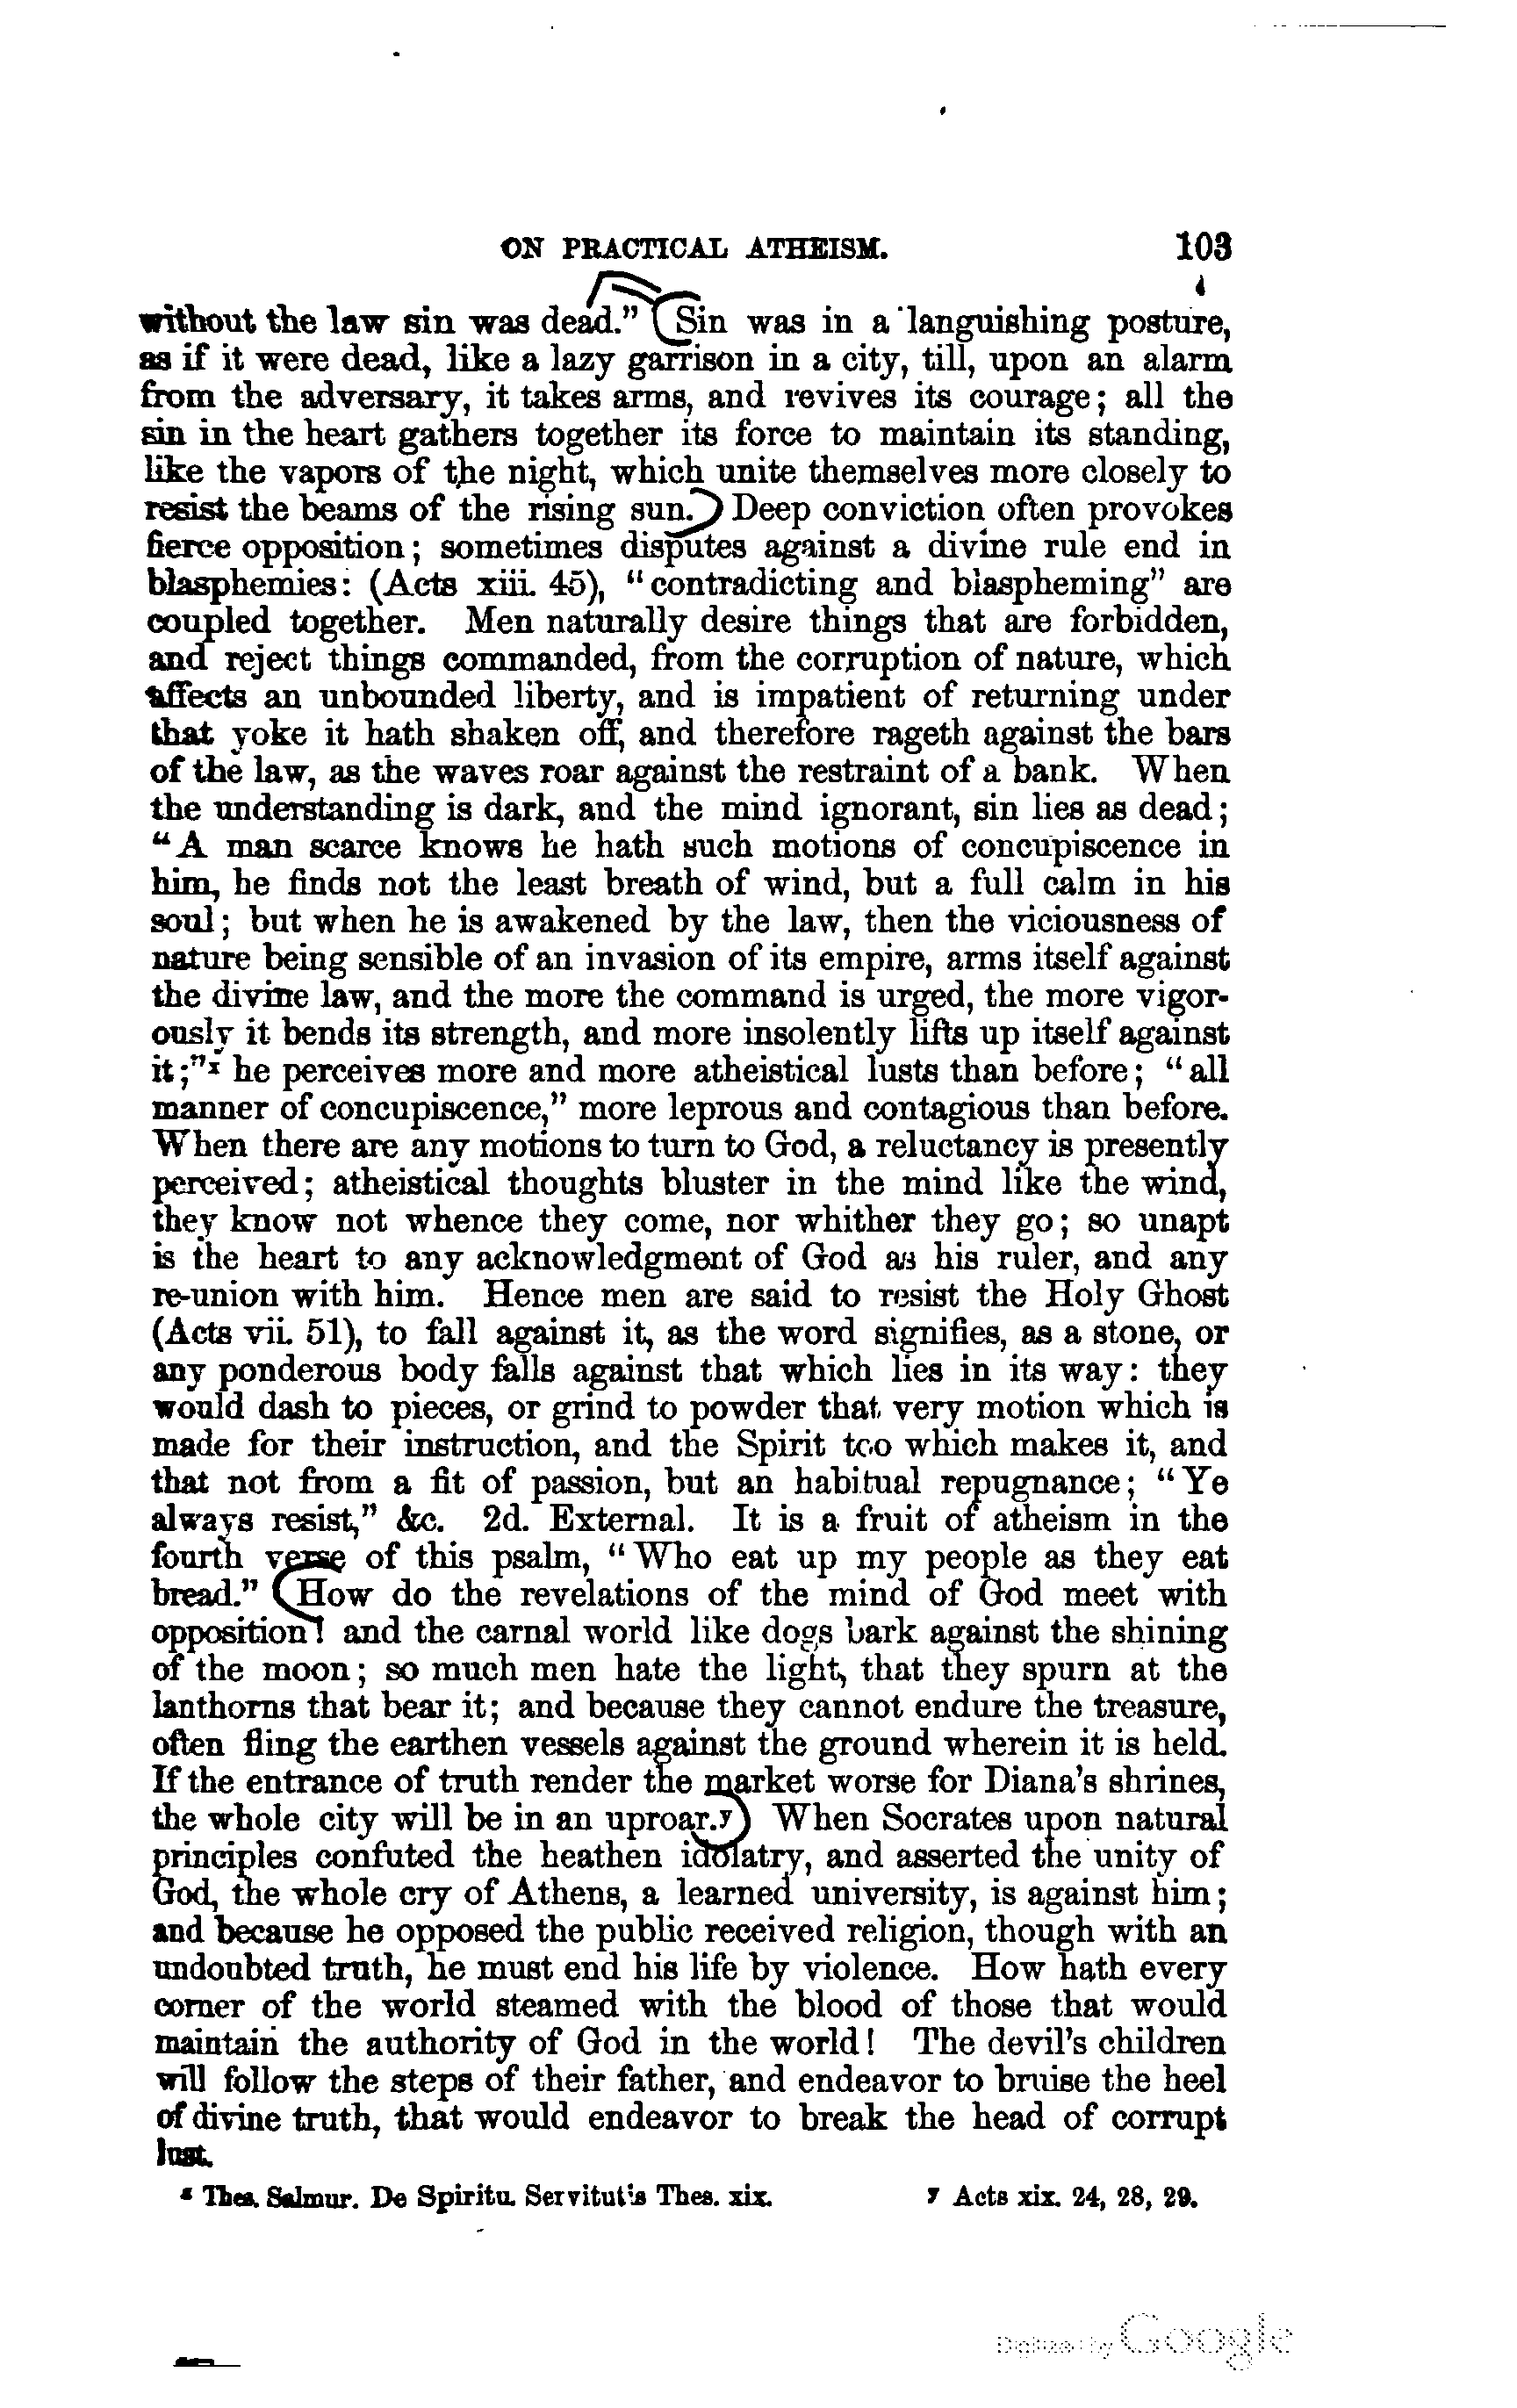 ON PRACTICAL ATHEISM. 103
without the law sin was dead.” Sin was in a languishing posture,
as if it were dead, like a lazy garrison in a city, till, upon an alarm
from the adversary, it takes arms, and revives its courage; all the
sin in the heart gathers together its force to maintain its standing,
like the vapors of the night, which unite themselves more closely to
resist the beams of the rising sun. Deep conviction often provokes
fierce opposition; sometimes disputes against a divine rule end in
blasphemies: (Acts xiii. 45), “contradicting and blaspheming” are
coupled together. Men naturally desire things that are forbidden,
and reject things commanded, from the corruption of nature, which
affects an unbounded liberty, and is impatient of returning under
that yoke it hath shaken off, and therefore rageth against the bars
of the law, as the waves roar against the restraint of a bank. When
the understanding is dark, and the mind ignorant, sin lies as dead;
“A man scarce knows he hath such motions of concupiscence in
him, he finds not the least breath of wind, but a full calm in his
soul; but when he is awakened by the law, then the viciousness of
nature being sensible of an invasion of its empire, arms itself against
the divine law, and the more the command is urged, the more vigor-
ously it bends its strength, and more insolently lifts up itself against
it;”x he perceives more and more atheistical lusts than before; “all
manner of concupiscence,” more leprous and contagious than before.
When there are any motions to turn to God, a reluctancy is presently
perceived; atheistical thoughts bluster in the mind like the wind,
they know not whence they come, nor whither they go; so unapt
is the heart to any acknowledgment of God as his ruler, and any
re-union with him. Hence men are said to resist the Holy Ghost
(Acts vii. 51), to fall against it, as the word signifies, as a stone, or
any ponderous body falls against that which lies in its way: they
would dash to pieces, or grind to powder that very motion which is
made for their instruction, and the Spirit too which makes it, and
that not from a fit of passion, but an habitual repugnance; “Ye
always resist,” &c. 2d. External. It is a fruit of atheism in the
fourth verse of this psalm, “Who eat up my people as they eat
bread.” How do the revelations of the mind of God meet with
opposition! and the carnal world like dogs bark against the shining
of the moon; so much men hate the light, that they spurn at the
lanthorns that bear it; and because they cannot endure the treasure,
often fling the earthen vessels against the ground wherein it is held.
If the entrance of truth render the market worse for Diana’s shrines,
the whole city will be in an uproar.y When Socrates upon natural
principles confuted the heathen idolatry, and asserted the unity of
God, the whole cry of Athens, a learned university, is against him;
and because he opposed the public received religion, though with an
undoubted truth, he must end his life by violence. How hath every
corner of the world steamed with the blood of those that would
maintain the authority of God in the world! The devil’s children
will follow the steps of their father, and endeavor to bruise the heel
of divine truth, that would endeavor to break the head of corrupt
lust.
x Thes. Salmur. De Spiritu. Servitutis Thes. xix. y Acts xix. 24, 28, 29.
Digitized by Google